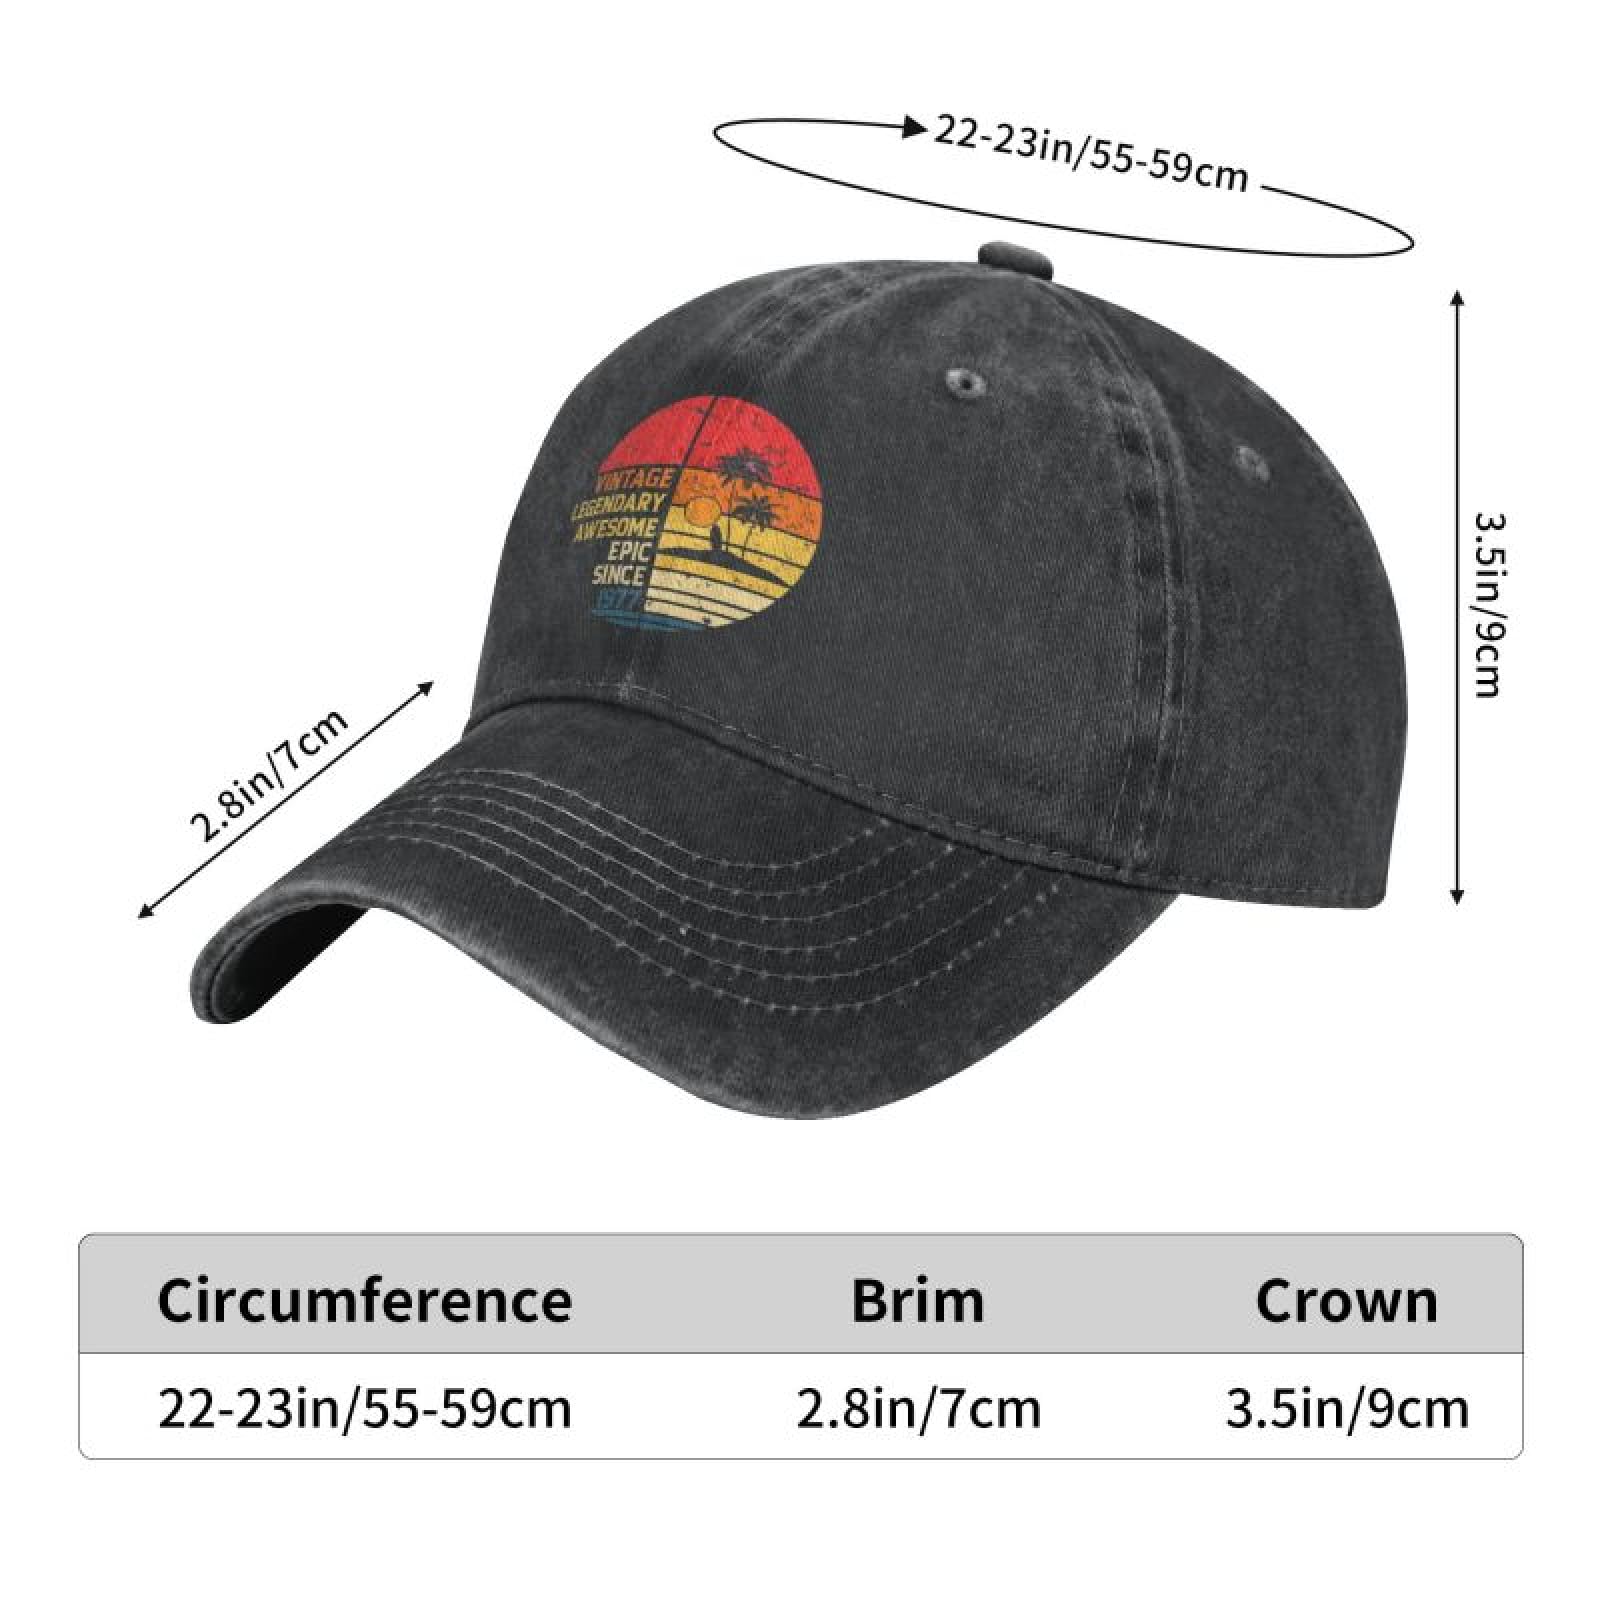 22-23in/55-59cm
VINTAGE
LEGENDARY
AWESOME
EPIC
SINCE
1977
3.5in/9cm
2.8in/7cm
Circumference Brim Crown
22-23in/55-59cm 2.8in/7cm 3.5in/9cm